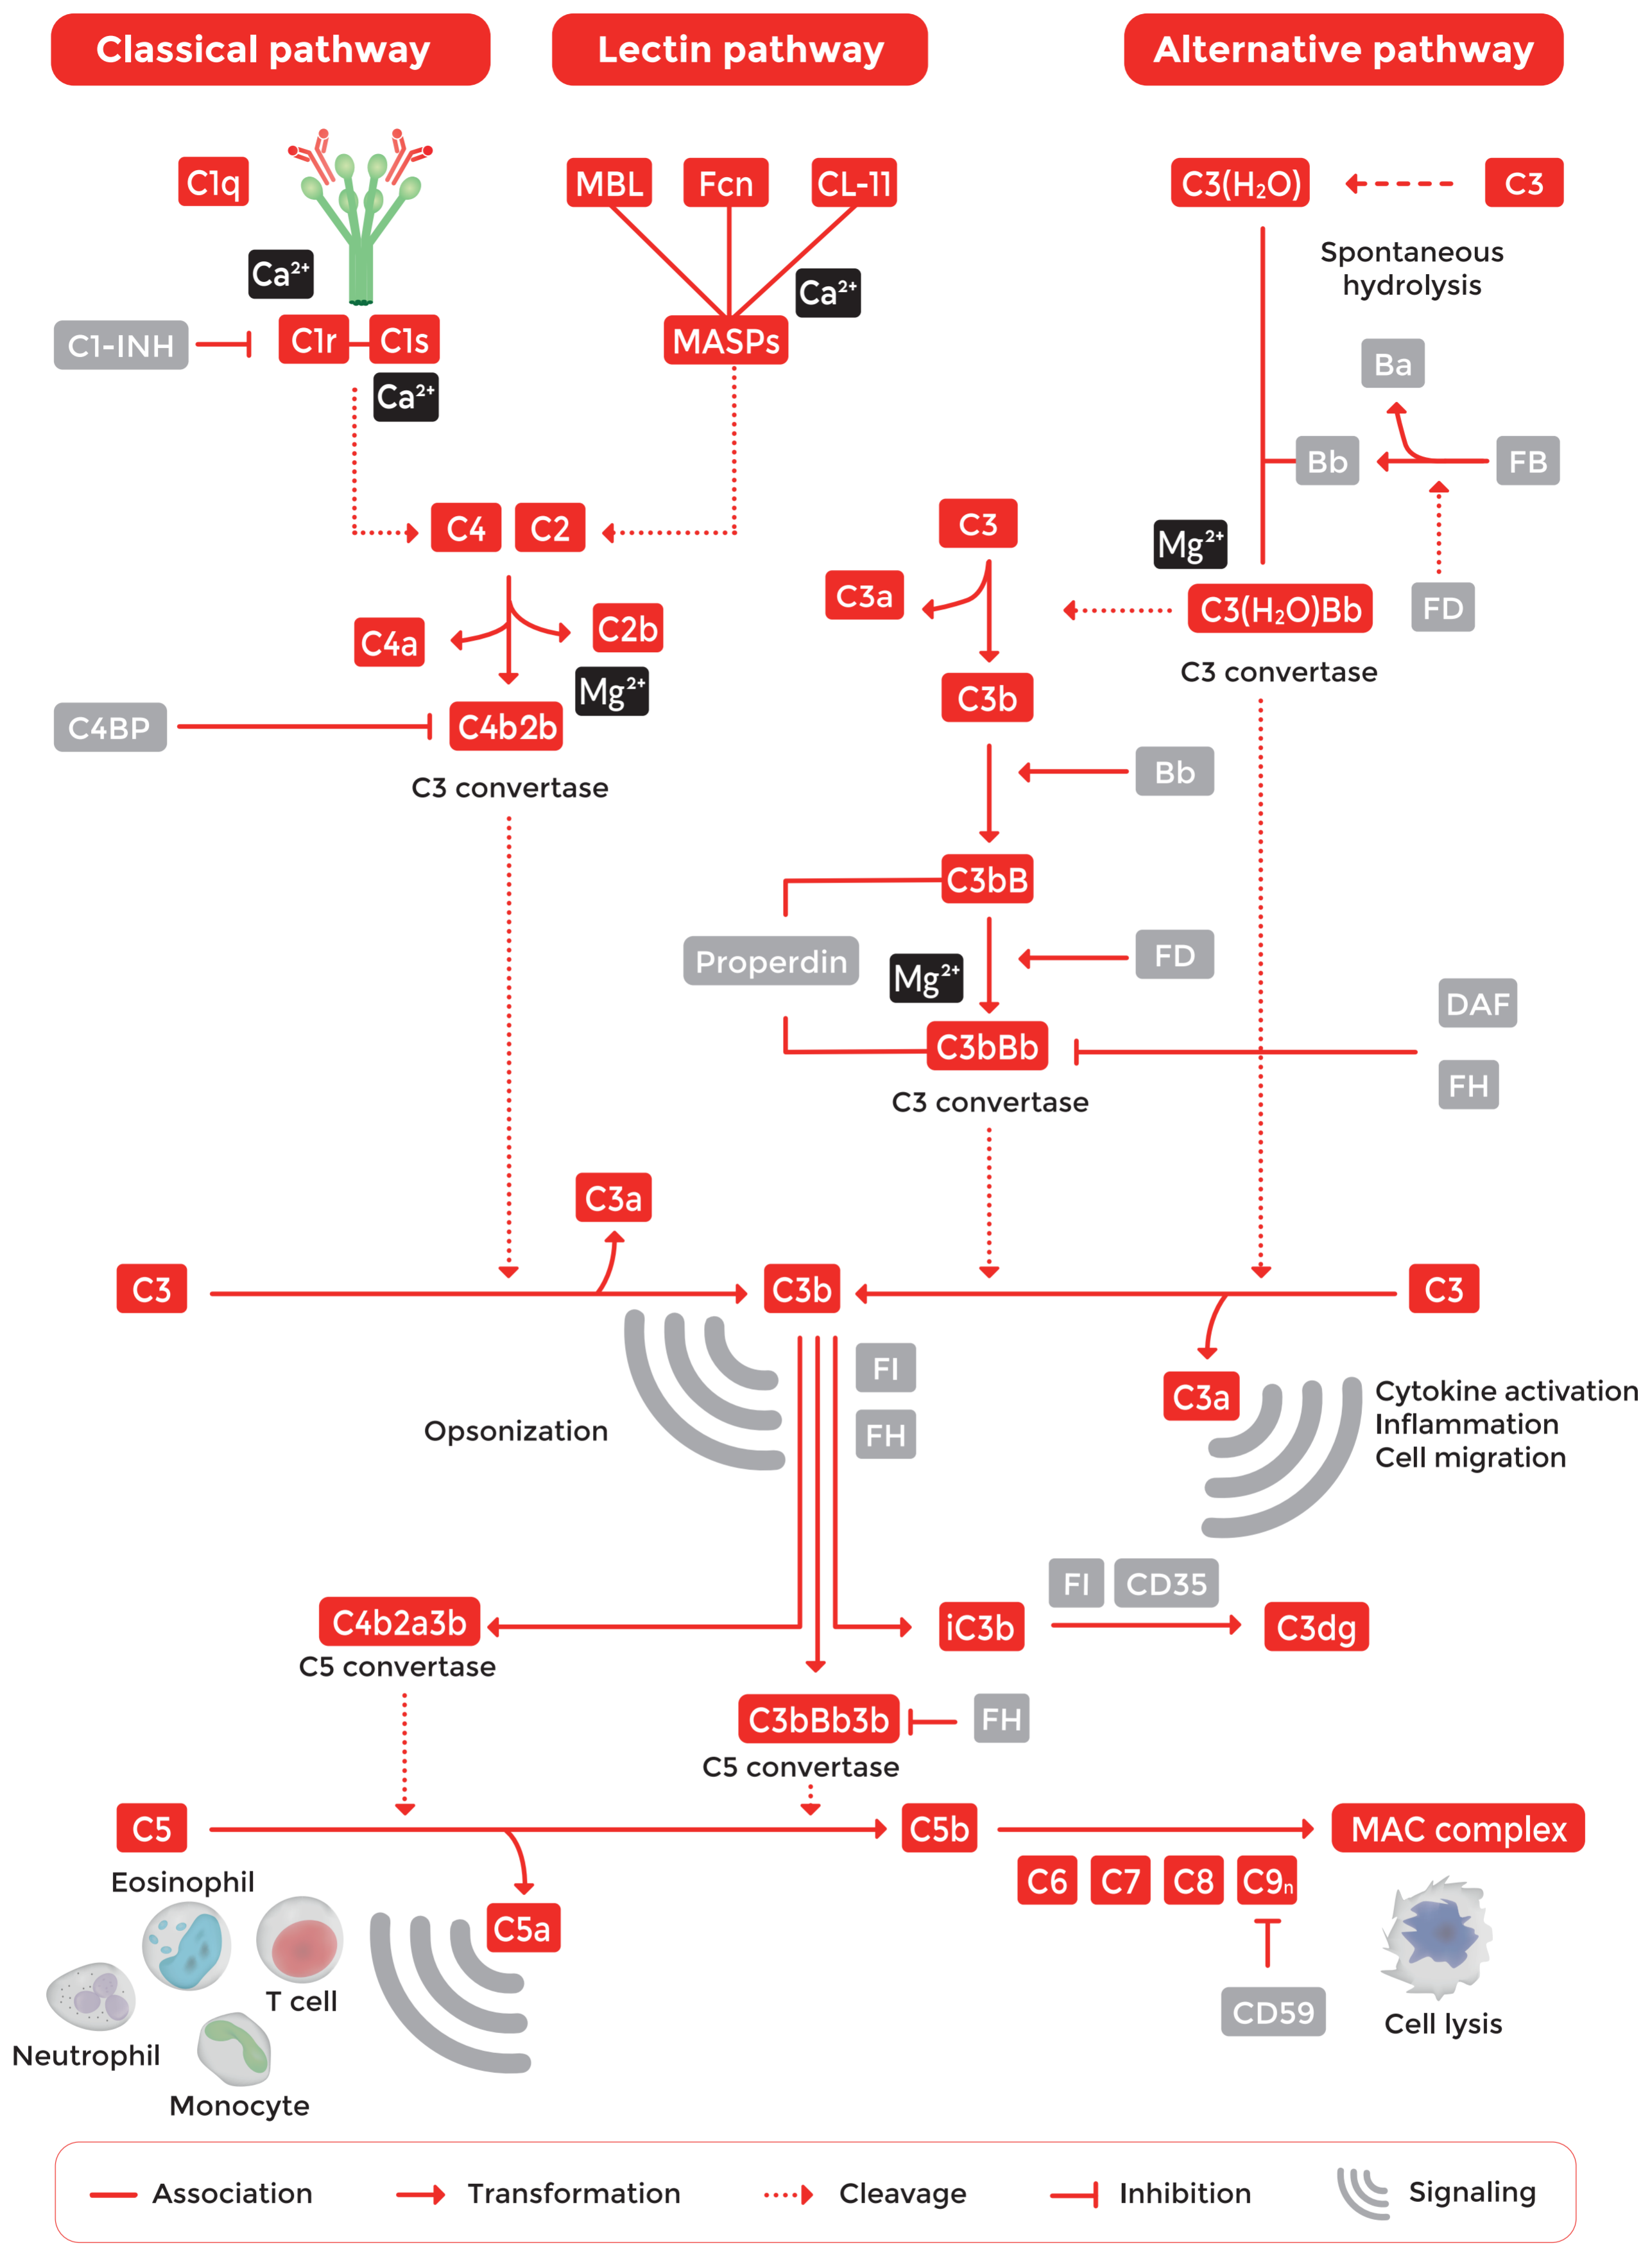 Classical pathway
Lectin pathway
Alternative pathway
C1q
MBL
Fcn
CL-11
C3(H₂O)
C3
Spontaneous
hydrolysis
Ca²⁺
Ca²⁺
C1-INH
C1r
C1s
MASPs
Ca²⁺
Ba
Bb
FB
C4
C2
C3
Mg²⁺
C3a
C3(H₂O)Bb
FD
C3 convertase
C4a
C2b
Mg²⁺
C4BP
C4b2b
C3 convertase
C3b
Bb
C3bB
Properdin
Mg²⁺
FD
DAF
C3bBb
FH
C3 convertase
C3a
C3
C3b
C3
FI
FH
Opsonization
C3a
Cytokine activation
Inflammation
Cell migration
FI
CD35
C4b2a3b
C5 convertase
iC3b
C3dg
C3bBb3b
FH
C5 convertase
C5
C5b
MAC complex
C6
C7
C8
C9ₙ
Eosinophil
C5a
T cell
Neutrophil
Monocyte
CD59
Cell lysis
Association
Transformation
Cleavage
Inhibition
Signaling